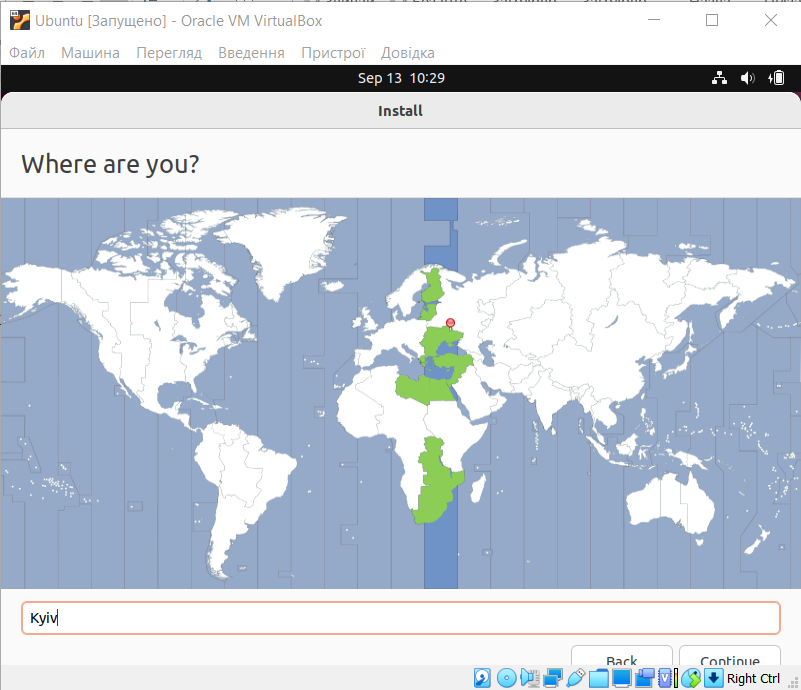 Ubuntu [Запущено] - Oracle VM VirtualBox
Файл Машина Перегляд Введення Пристрої Довідка
Sep 13 10:29
Install
Where are you?
Kyiv
Back Continue
Right Ctrl